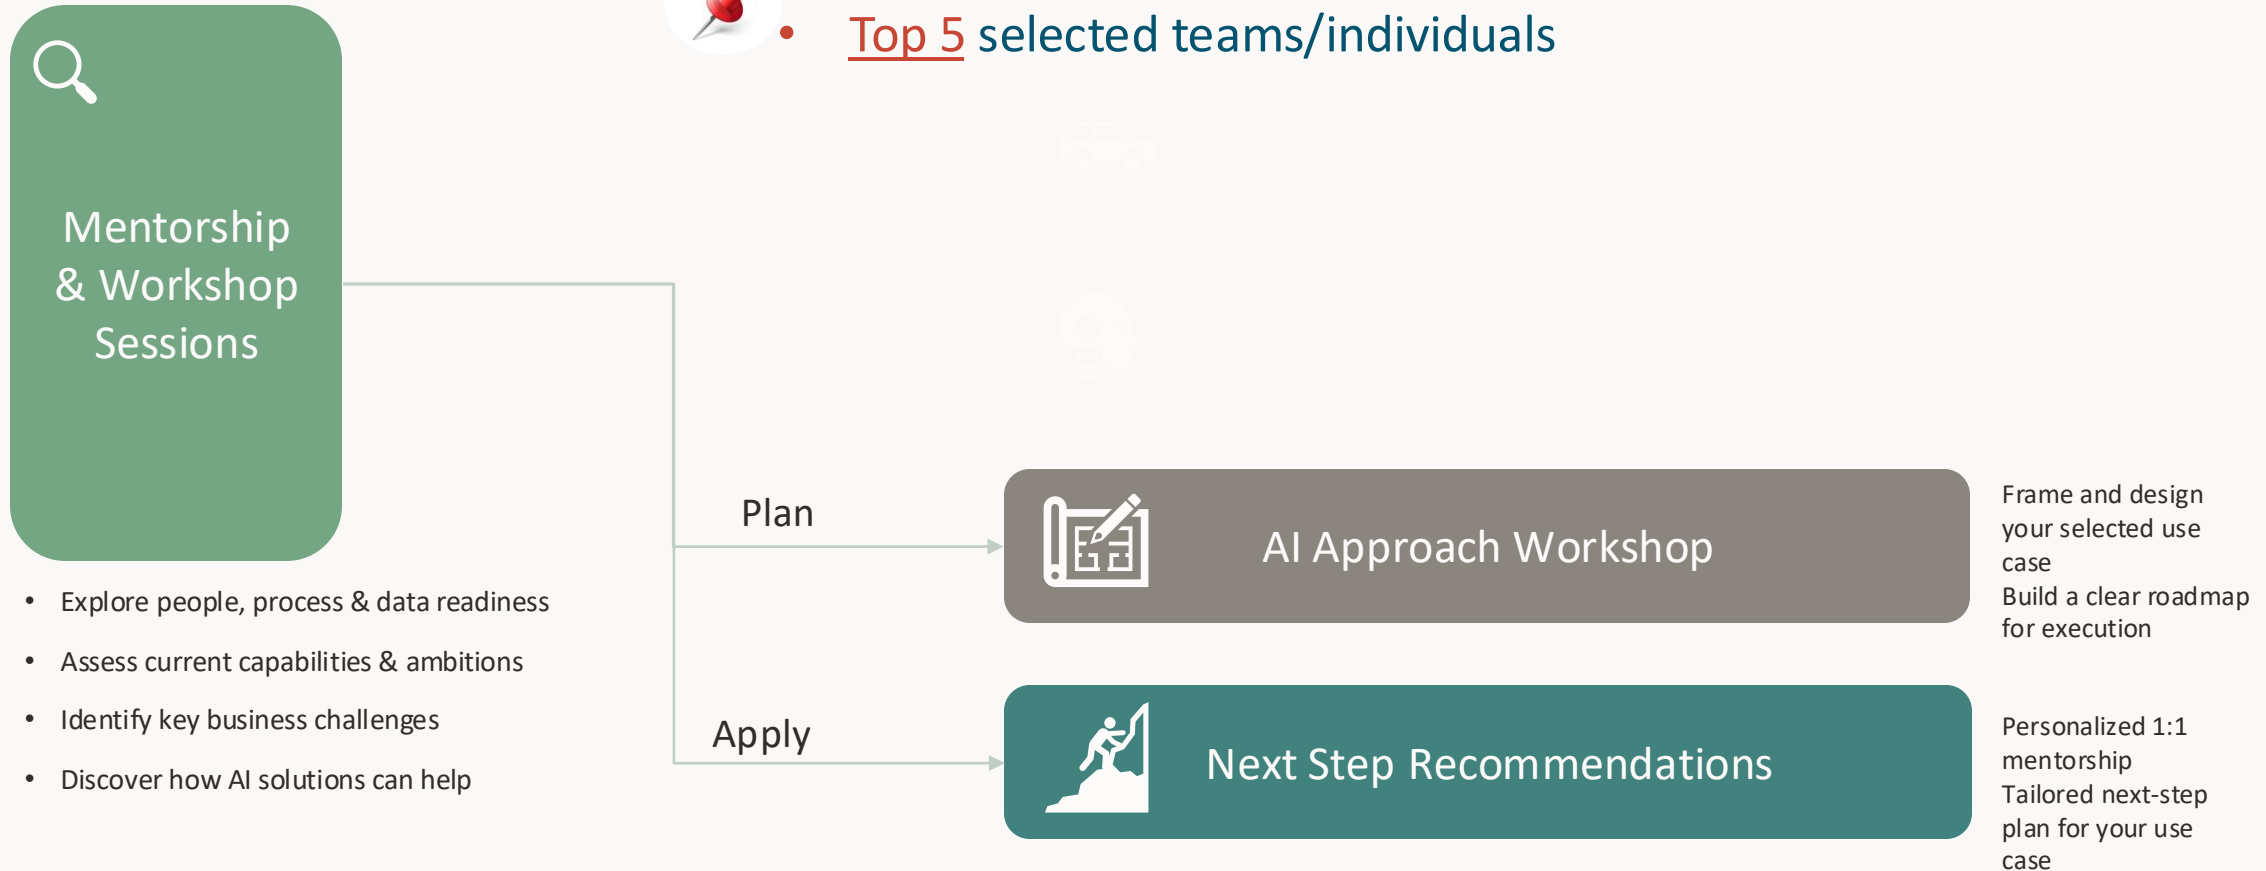 • Top 5 selected teams/individuals
Mentorship
& Workshop
Sessions
• Explore people, process & data readiness
• Assess current capabilities & ambitions
• Identify key business challenges
• Discover how AI solutions can help
Plan
AI Approach Workshop
Frame and design
your selected use
case
Build a clear roadmap
for execution
Apply
Next Step Recommendations
Personalized 1:1
mentorship
Tailored next-step
plan for your use
case